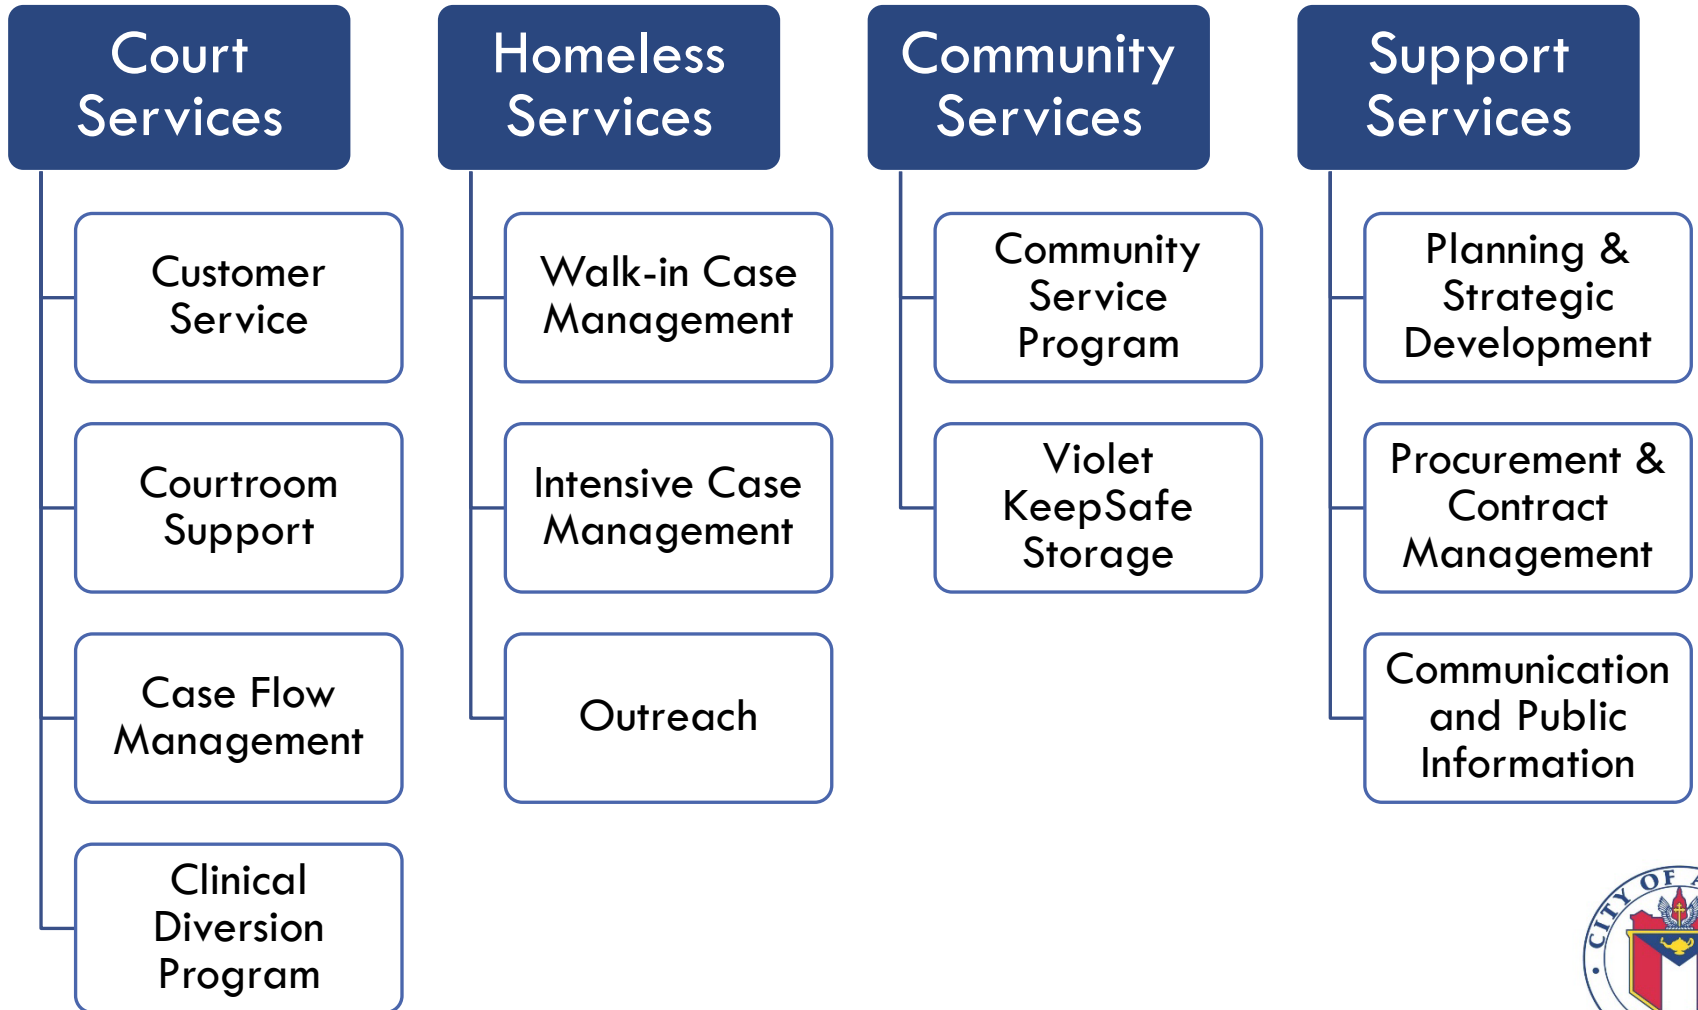 Court
Services
Customer
Service
Courtroom
Support
Case Flow
Management
Clinical
Diversion
Program
Homeless
Services
Walk-in Case
Management
Intensive Case
Management
Outreach
Community
Services
Community
Service
Program
Violet
KeepSafe
Storage
Support
Services
Planning &
Strategic
Development
Procurement &
Contract
Management
Communication
and Public
Information
CITY OF A